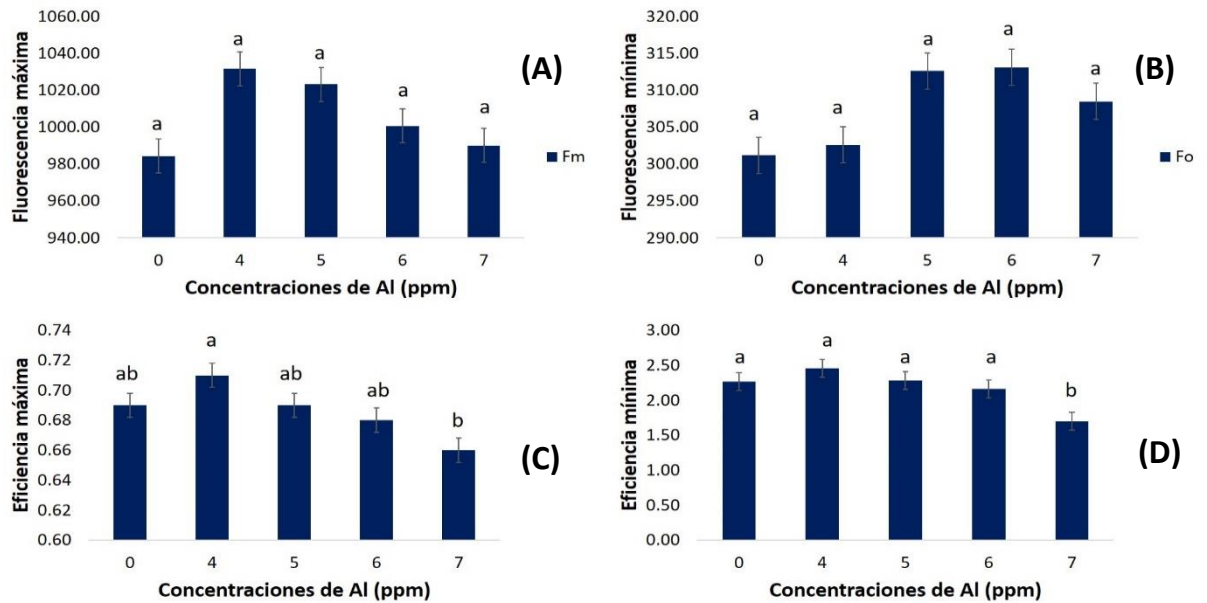 1060.00
1040.00
1020.00
1000.00
980.00
960.00
940.00
Fluorescencia máxima
a a a a a
0 4 5 6 7
Concentraciones de Al (ppm)
(A)
Fm
320.00
315.00
310.00
305.00
300.00
295.00
290.00
Fluorescencia mínima
a a a a a
0 4 5 6 7
Concentraciones de Al (ppm)
(B)
Fo
0.74
0.72
0.70
0.68
0.66
0.64
0.62
0.60
Eficiencia máxima
ab a ab ab b
0 4 5 6 7
Concentraciones de Al (ppm)
(C)
3.00
2.50
2.00
1.50
1.00
0.50
0.00
Eficiencia mínima
a a a a b
0 4 5 6 7
Concentraciones de Al (ppm)
(D)